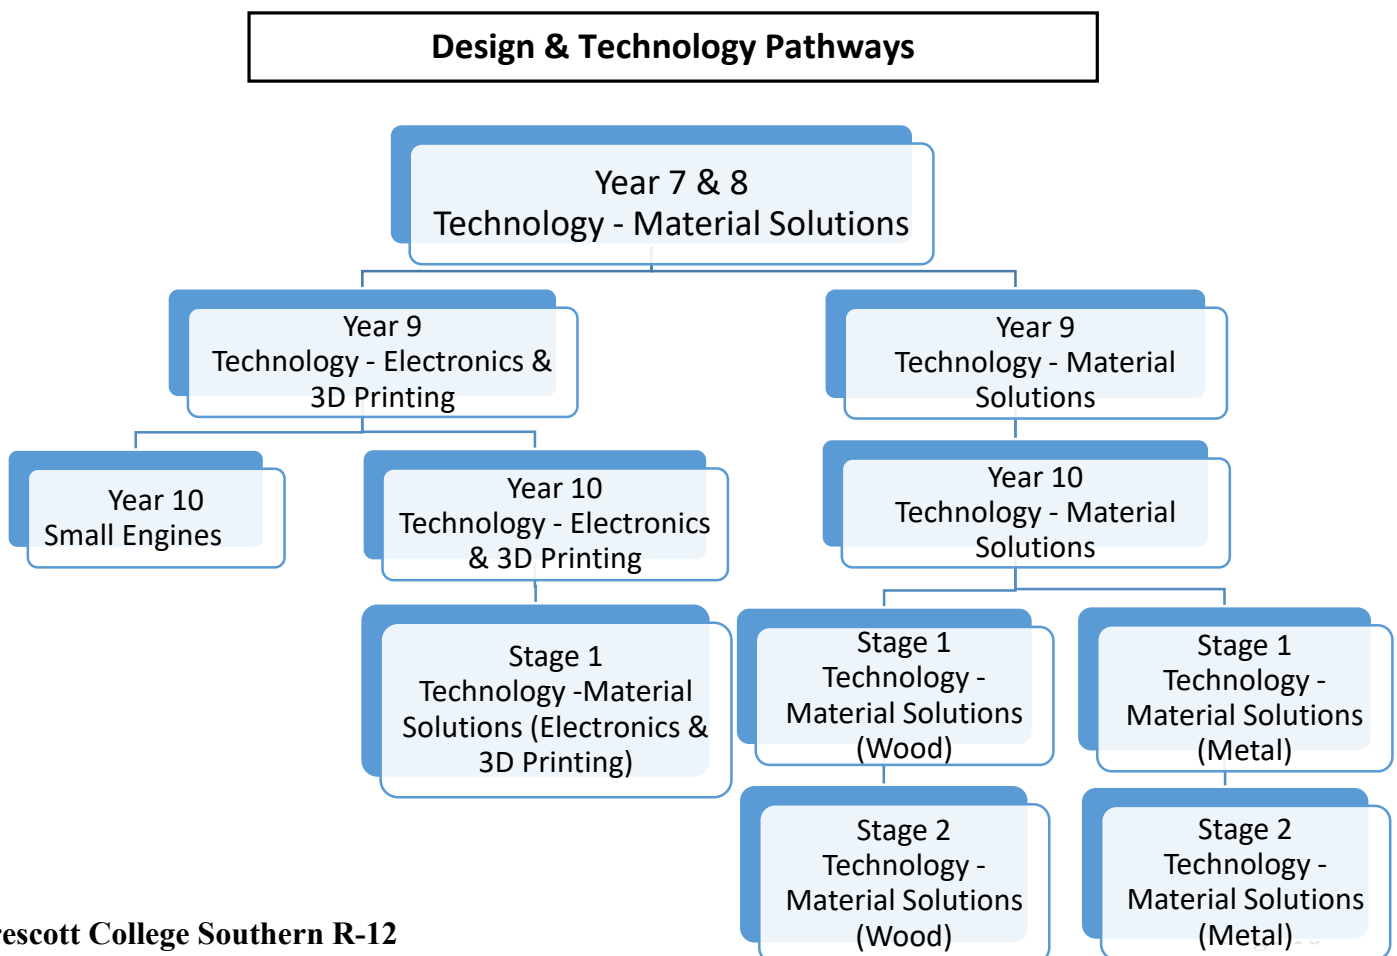 Design & Technology Pathways
Year 7 & 8
Technology - Material Solutions
Year 9
Technology - Electronics &
3D Printing
Year 9
Technology - Material
Solutions
Year 10
Small Engines
Year 10
Technology - Electronics
& 3D Printing
Year 10
Technology - Material
Solutions
Stage 1
Technology -Material
Solutions (Electronics &
3D Printing)
Stage 1
Technology -
Material Solutions
(Wood)
Stage 1
Technology -
Material Solutions
(Metal)
Stage 2
Technology -
Material Solutions
(Wood)
Stage 2
Technology -
Material Solutions
(Metal)
rescott College Southern R-12